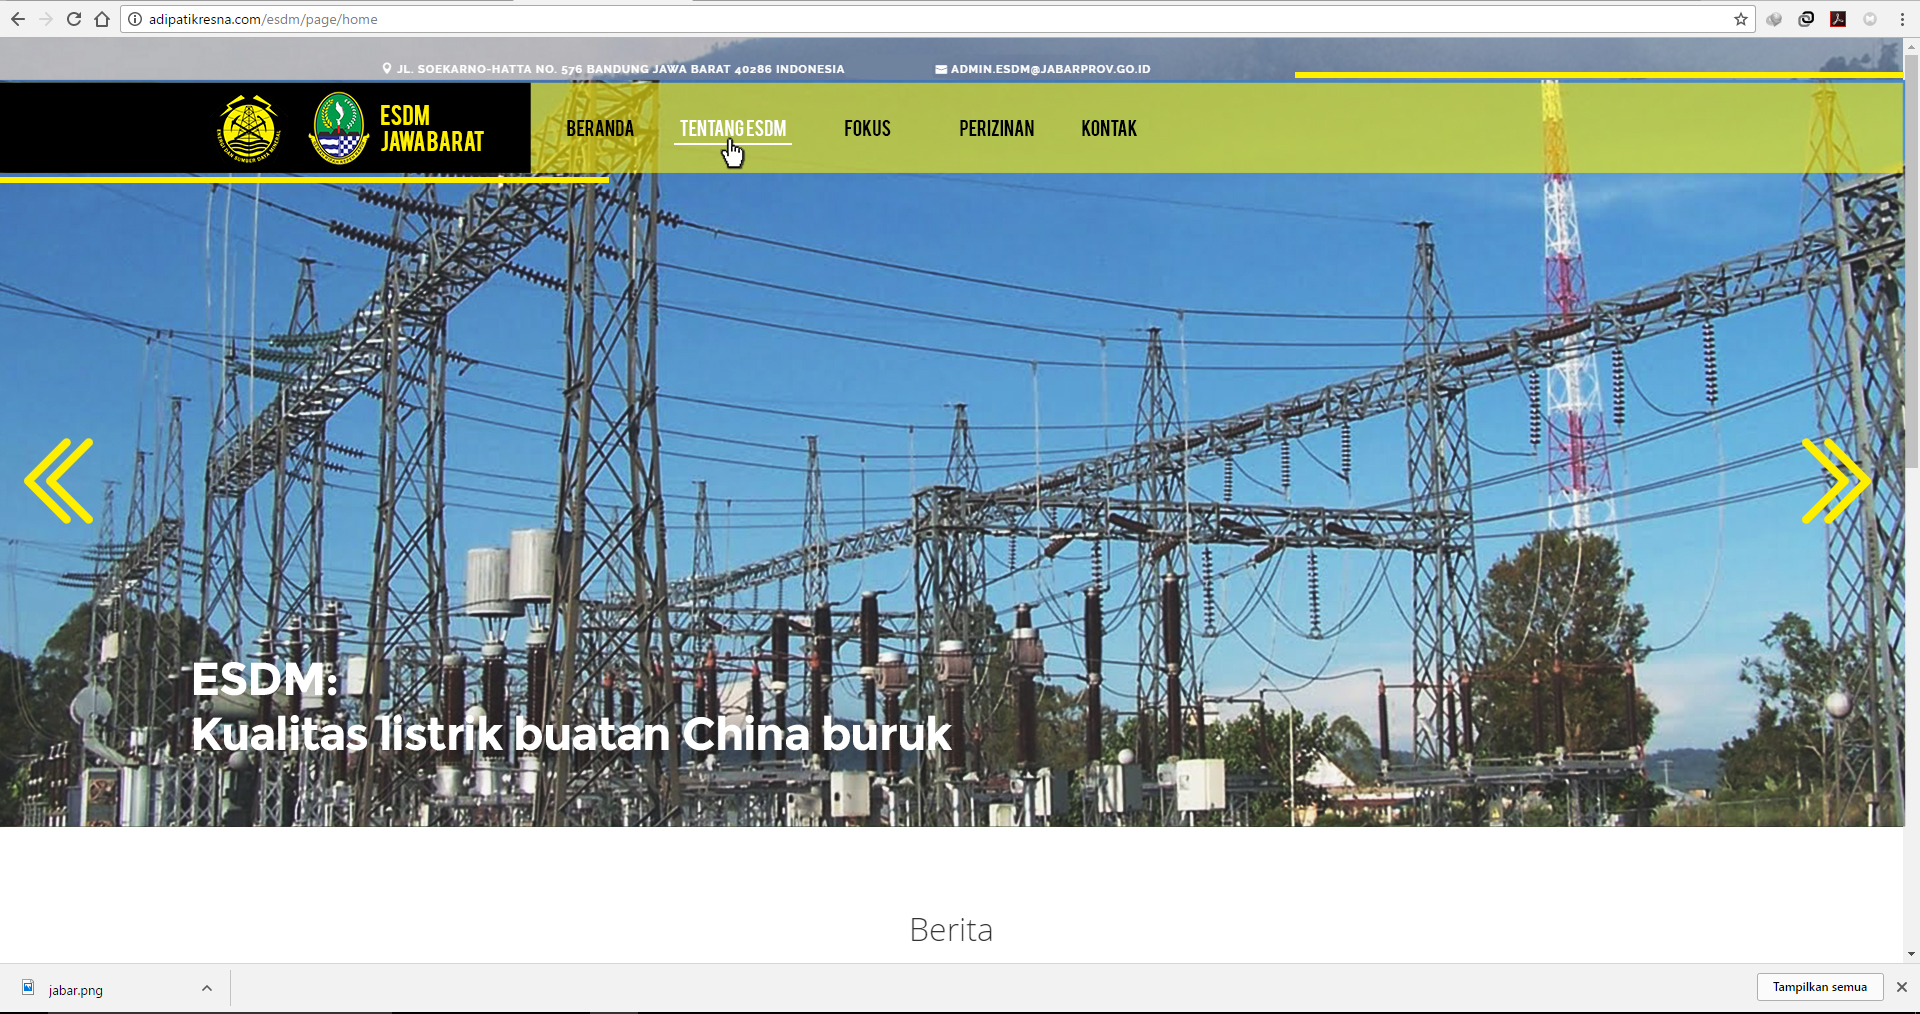 adipatikresna.com/esdm/page/home
JL. SOEKARNO-HATTA NO. 576 BANDUNG JAWA BARAT 40286 INDONESIA
ADMIN.ESDM@JABARPROV.GO.ID
ESDM
JAWA BARAT
BERANDA
TENTANG ESDM
FOKUS
PERIZINAN
KONTAK
ESDM:
Kualitas listrik buatan China buruk
Berita
jabar.png
Tampilkan semua